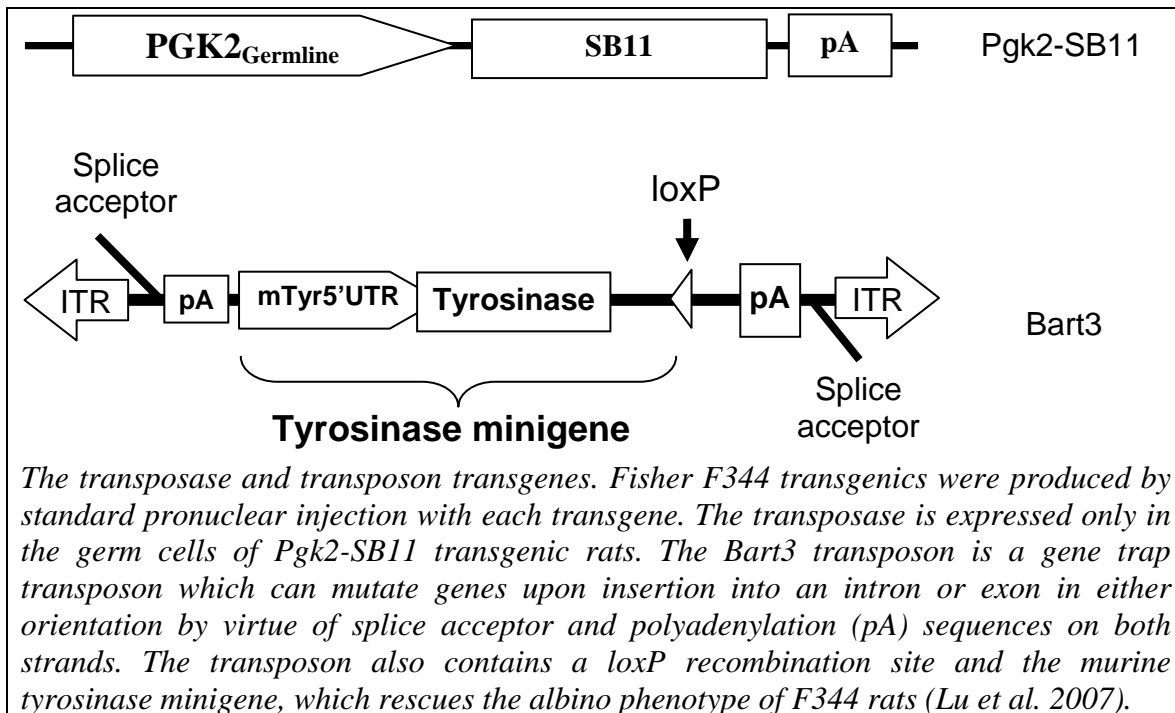 PGK2Germline SB11 pA Pgk2-SB11
Splice
acceptor
loxP
ITR pA mTyr5'UTR Tyrosinase pA ITR
Bart3
Splice
acceptor
Tyrosinase minigene
The transposase and transposon transgenes. Fisher F344 transgenics were produced by
standard pronuclear injection with each transgene. The transposase is expressed only in
the germ cells of Pgk2-SB11 transgenic rats. The Bart3 transposon is a gene trap
transposon which can mutate genes upon insertion into an intron or exon in either
orientation by virtue of splice acceptor and polyadenylation (pA) sequences on both
strands. The transposon also contains a loxP recombination site and the murine
tyrosinase minigene, which rescues the albino phenotype of F344 rats (Lu et al. 2007).